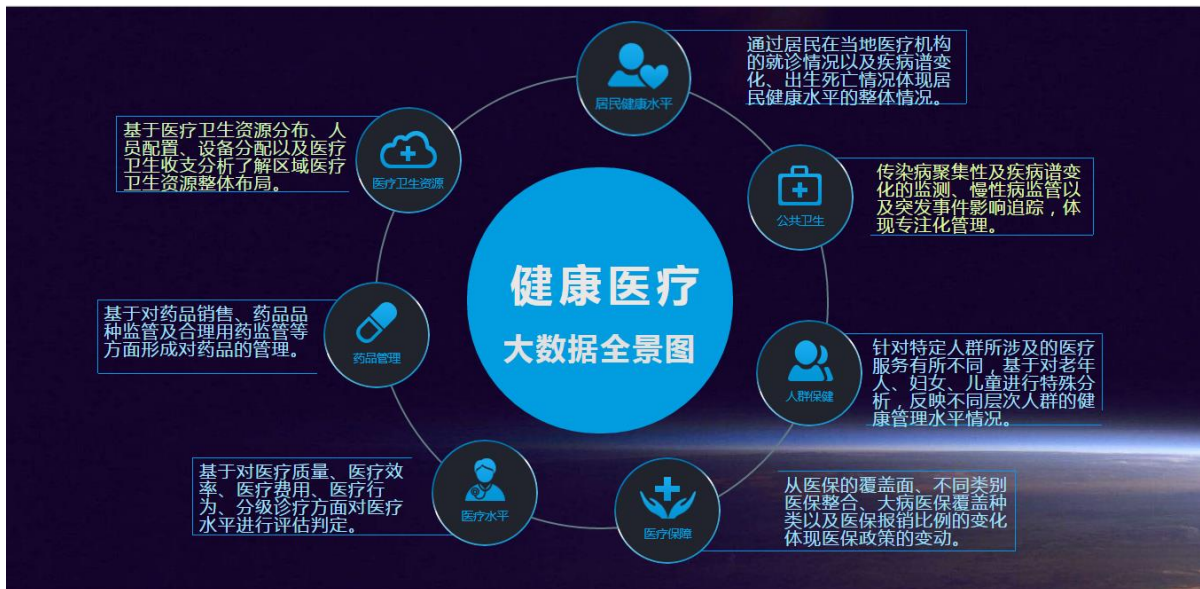 健康医疗
大数据全景图
居民健康水平
通过居民在当地医疗机构
的就诊情况以及疾病谱变
化、出生死亡情况体现居
民健康水平的整体情况。
公共卫生
传染病聚集性及疾病谱变
化的监测、慢性病监管以
及突发事件影响追踪，体
现专注化管理。
人群保健
针对特定人群所涉及的医疗
服务有所不同，基于对老年
人、妇女、儿童进行特殊分
析，反映不同层次人群的健
康管理水平情况。
医疗保障
从医保的覆盖面、不同类别
医保整合、大病医保覆盖种
类以及医保报销比例的变化
体现医保政策的变动。
医疗水平
基于对医疗质量、医疗效
率、医疗费用、医疗行
为、分级诊疗方面对医疗
水平进行评估判定。
药品管理
基于对药品销售、药品品
种监管及合理用药监管等
方面形成对药品的管理。
医疗卫生资源
基于医疗卫生资源分布、人
员配置、设备分配以及医疗
卫生收支分析了解区域医疗
卫生资源整体布局。